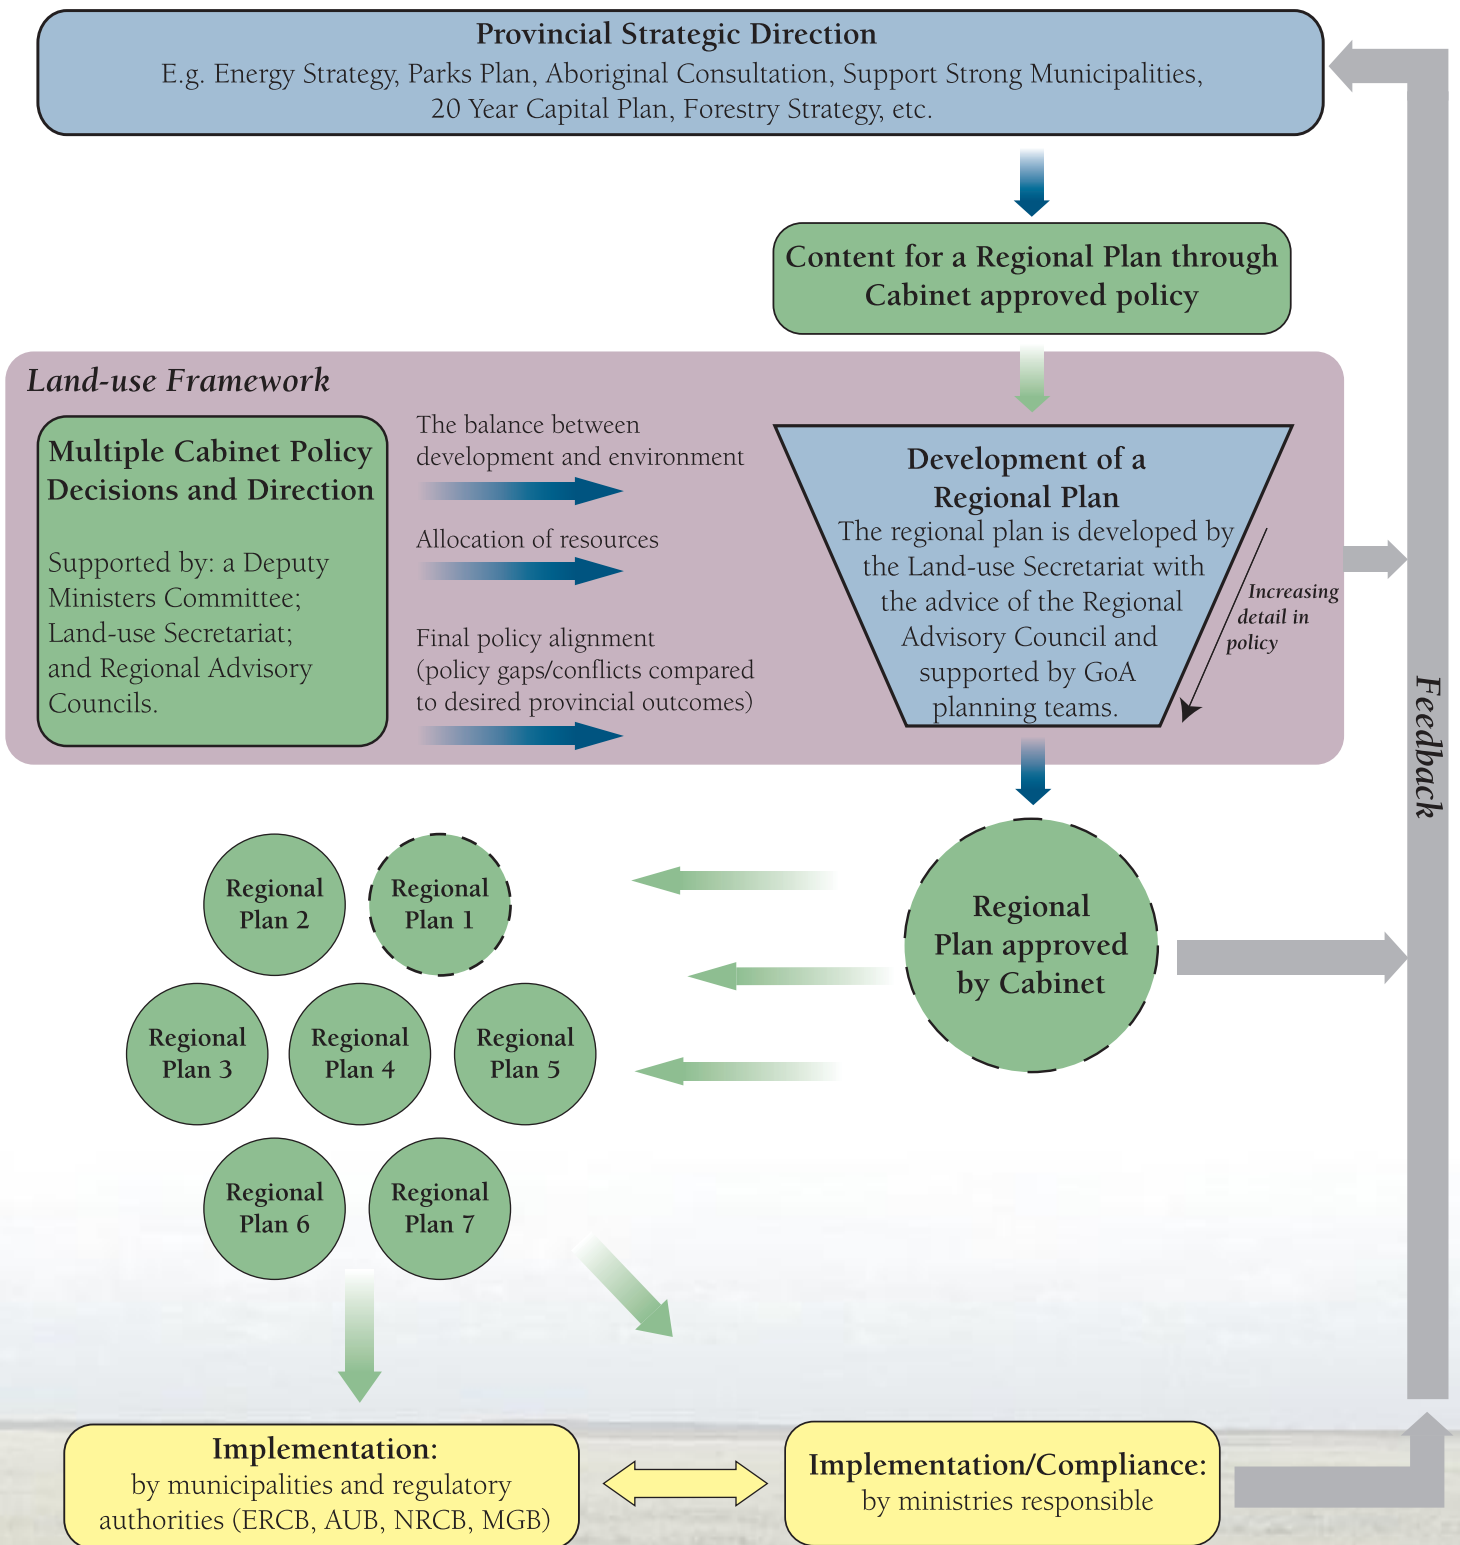 Provincial Strategic Direction
E.g. Energy Strategy, Parks Plan, Aboriginal Consultation, Support Strong Municipalities,
20 Year Capital Plan, Forestry Strategy, etc.
Content for a Regional Plan through
Cabinet approved policy
Land-use Framework
Multiple Cabinet Policy
Decisions and Direction
Supported by: a Deputy
Ministers Committee;
Land-use Secretariat;
and Regional Advisory
Councils.
The balance between
development and environment
Allocation of resources
Final policy alignment
(policy gaps/conflicts compared
to desired provincial outcomes)
Development of a
Regional Plan
The regional plan is developed by
the Land-use Secretariat with
the advice of the Regional
Advisory Council and
supported by GoA
planning teams.
Increasing
detail in
policy
Feedback
Regional
Plan approved
by Cabinet
Regional
Plan 2
Regional
Plan 1
Regional
Plan 3
Regional
Plan 4
Regional
Plan 5
Regional
Plan 6
Regional
Plan 7
Implementation:
by municipalities and regulatory
authorities (ERCB, AUB, NRCB, MGB)
Implementation/Compliance:
by ministries responsible